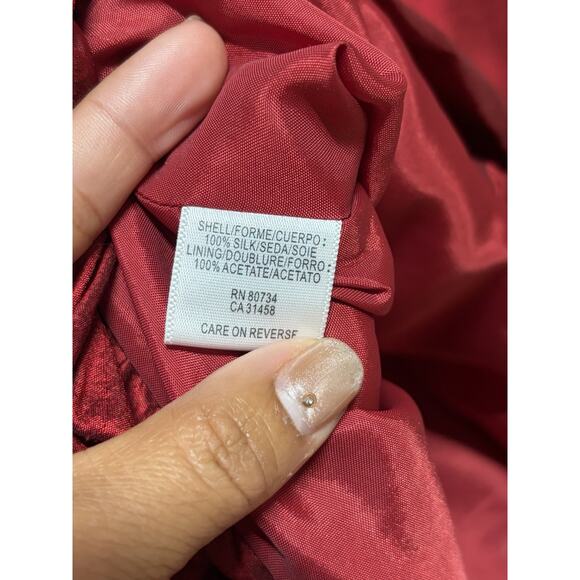 SHELL/FORME/CUERPO:
100% SILK/SEDA/SOIE
LINING/DOUBLURE/FORRO:
100% ACETATE/ACETATO
RN 80734
CA 31458
CARE ON REVERSE